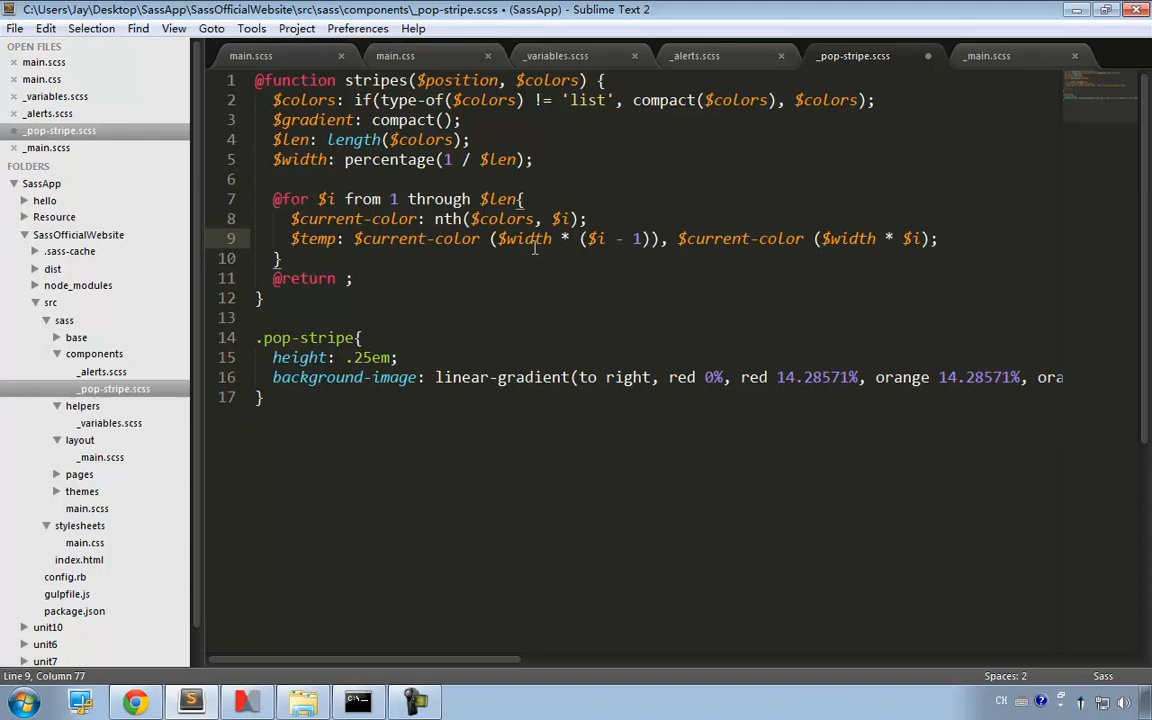 C:\Users\Jay\Desktop\SassApp\SassOfficialWebsite\src\sass\components\_pop-stripe.scss • (SassApp) - Sublime Text 2
File Edit Selection Find View Goto Tools Project Preferences Help
OPEN FILES
main.scss
main.css
_variables.scss
_alerts.scss
_pop-stripe.scss
_main.scss
FOLDERS
SassApp
hello
Resource
SassOfficialWebsite
.sass-cache
dist
node_modules
src
sass
base
components
_alerts.scss
_pop-stripe.scss
helpers
_variables.scss
layout
_main.scss
pages
themes
main.scss
stylesheets
main.css
index.html
config.rb
gulpfile.js
package.json
unit10
unit6
unit7
main.scss × main.css × _variables.scss × _alerts.scss × _pop-stripe.scss • _main.scss ×
1 @function stripes($position, $colors) {
2 $colors: if(type-of($colors) != 'list', compact($colors), $colors);
3 $gradient: compact();
4 $len: length($colors);
5 $width: percentage(1 / $len);
6
7 @for $i from 1 through $len{
8 $current-color: nth($colors, $i);
9 $temp: $current-color ($width * ($i - 1)), $current-color ($width * $i);
10 }
11 @return ;
12 }
13
14 .pop-stripe{
15 height: .25em;
16 background-image: linear-gradient(to right, red 0%, red 14.28571%, orange 14.28571%, ora
17 }
Line 9, Column 77
Spaces: 2 Sass
CH